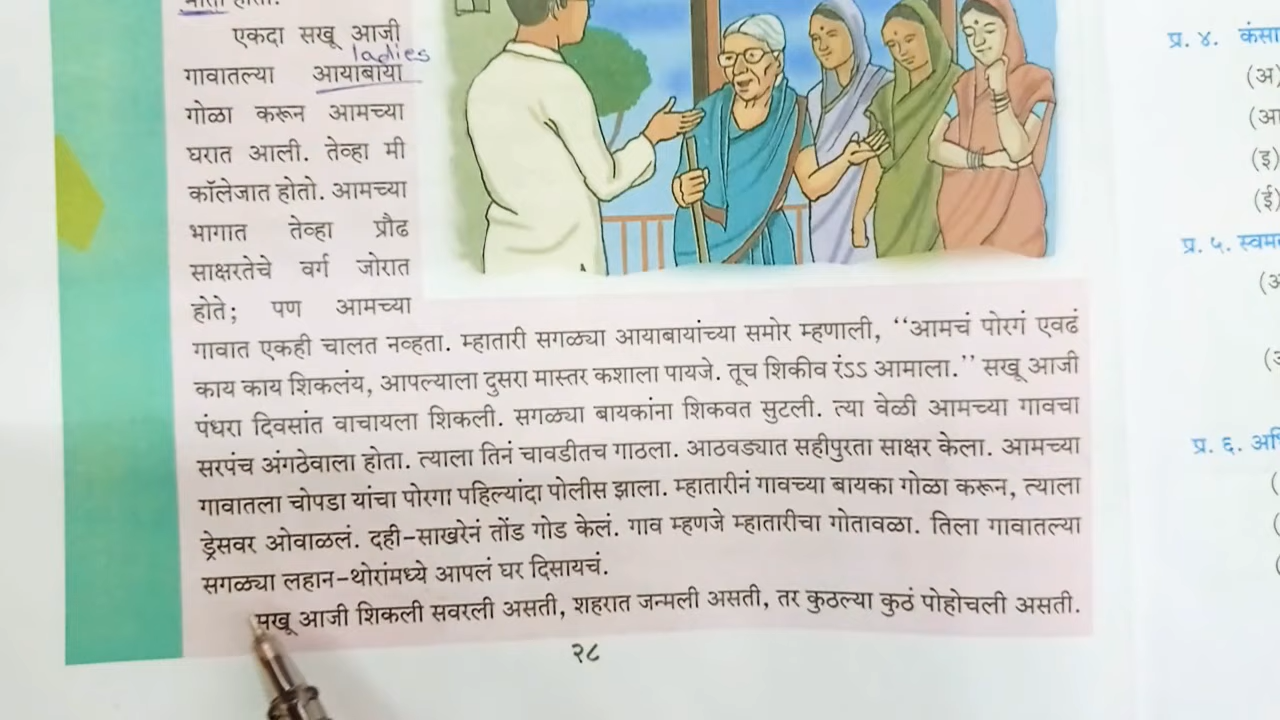 होता.
एकदा सखू आजी
ladies
गावातल्या आयाबाया
गोळा करून आमच्या
घरात आली. तेव्हा मी
कॉलेजात होतो. आमच्या
भागात तेव्हा प्रौढ
साक्षरतेचे वर्ग जोरात
होते; पण आमच्या
गावात एकही चालत नव्हता. म्हातारी सगळ्या आयाबायांच्या समोर म्हणाली, ‘‘आमचं पोरगं एवढं
काय काय शिकलंय, आपल्याला दुसरा मास्तर कशाला पायजे. तूच शिकीव रंऽऽ आमाला.’’ सखू आजी
पंधरा दिवसांत वाचायला शिकली. सगळ्या बायकांना शिकवत सुटली. त्या वेळी आमच्या गावचा
सरपंच अंगठेवाला होता. त्याला तिनं चावडीतच गाठला. आठवड्यात सहीपुरता साक्षर केला. आमच्या
गावातला चोपडा यांचा पोरगा पहिल्यांदा पोलीस झाला. म्हातारीनं गावच्या बायका गोळा करून, त्याला
ड्रेसवर ओवाळलं. दही-साखरेनं तोंड गोड केलं. गाव म्हणजे म्हातारीचा गोतावळा. तिला गावातल्या
सगळ्या लहान-थोरांमध्ये आपलं घर दिसायचं.
सखू आजी शिकली सवरली असती, शहरात जन्मली असती, तर कुठल्या कुठं पोहोचली असती.
२८
प्र. ४. कंसा
(अ)
(आ
(इ)
(ई)
प्र. ५. स्वमत
(अ
प्र. ६. अभि